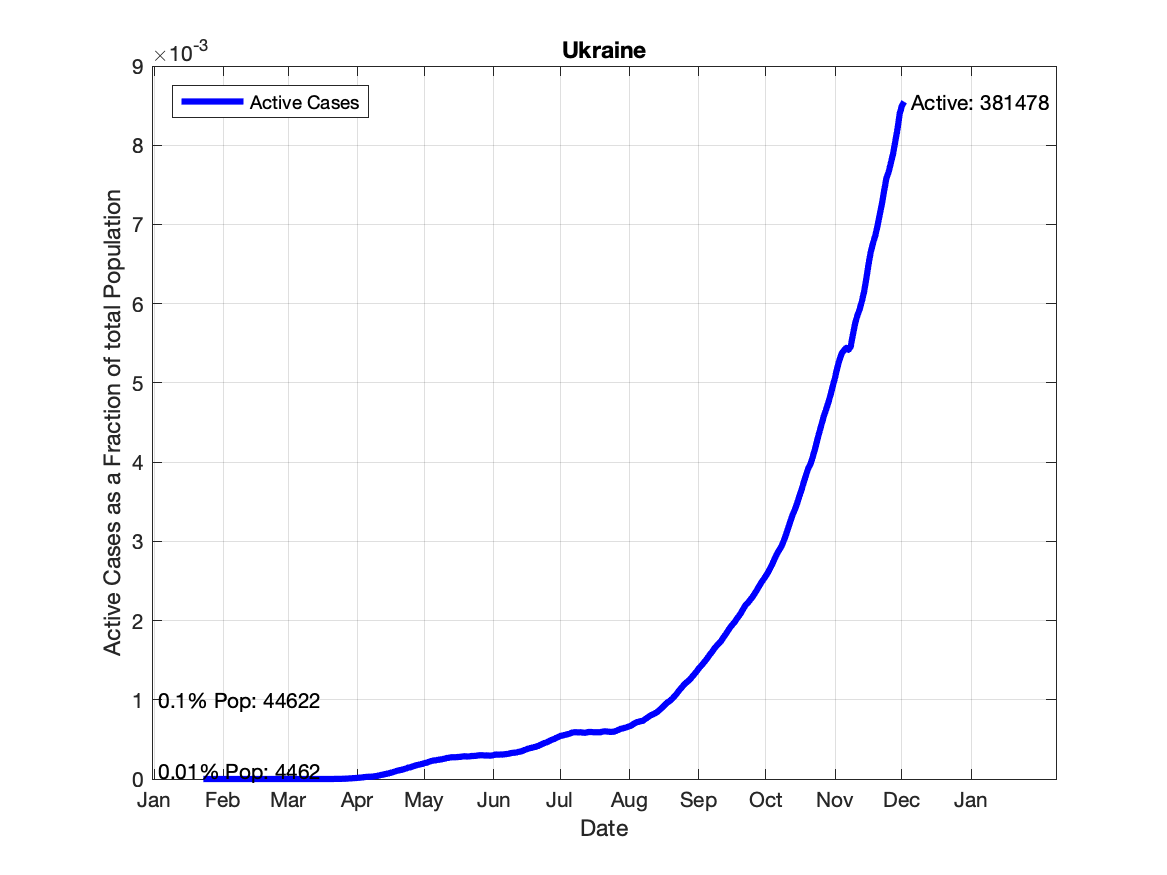 Ukraine
×10-3
9
8
7
6
5
4
3
2
1
0
Active Cases as a Fraction of total Population
Active Cases
Active: 381478
0.1% Pop: 44622
0.01% Pop: 4462
Jan Feb Mar Apr May Jun Jul Aug Sep Oct Nov Dec Jan
Date